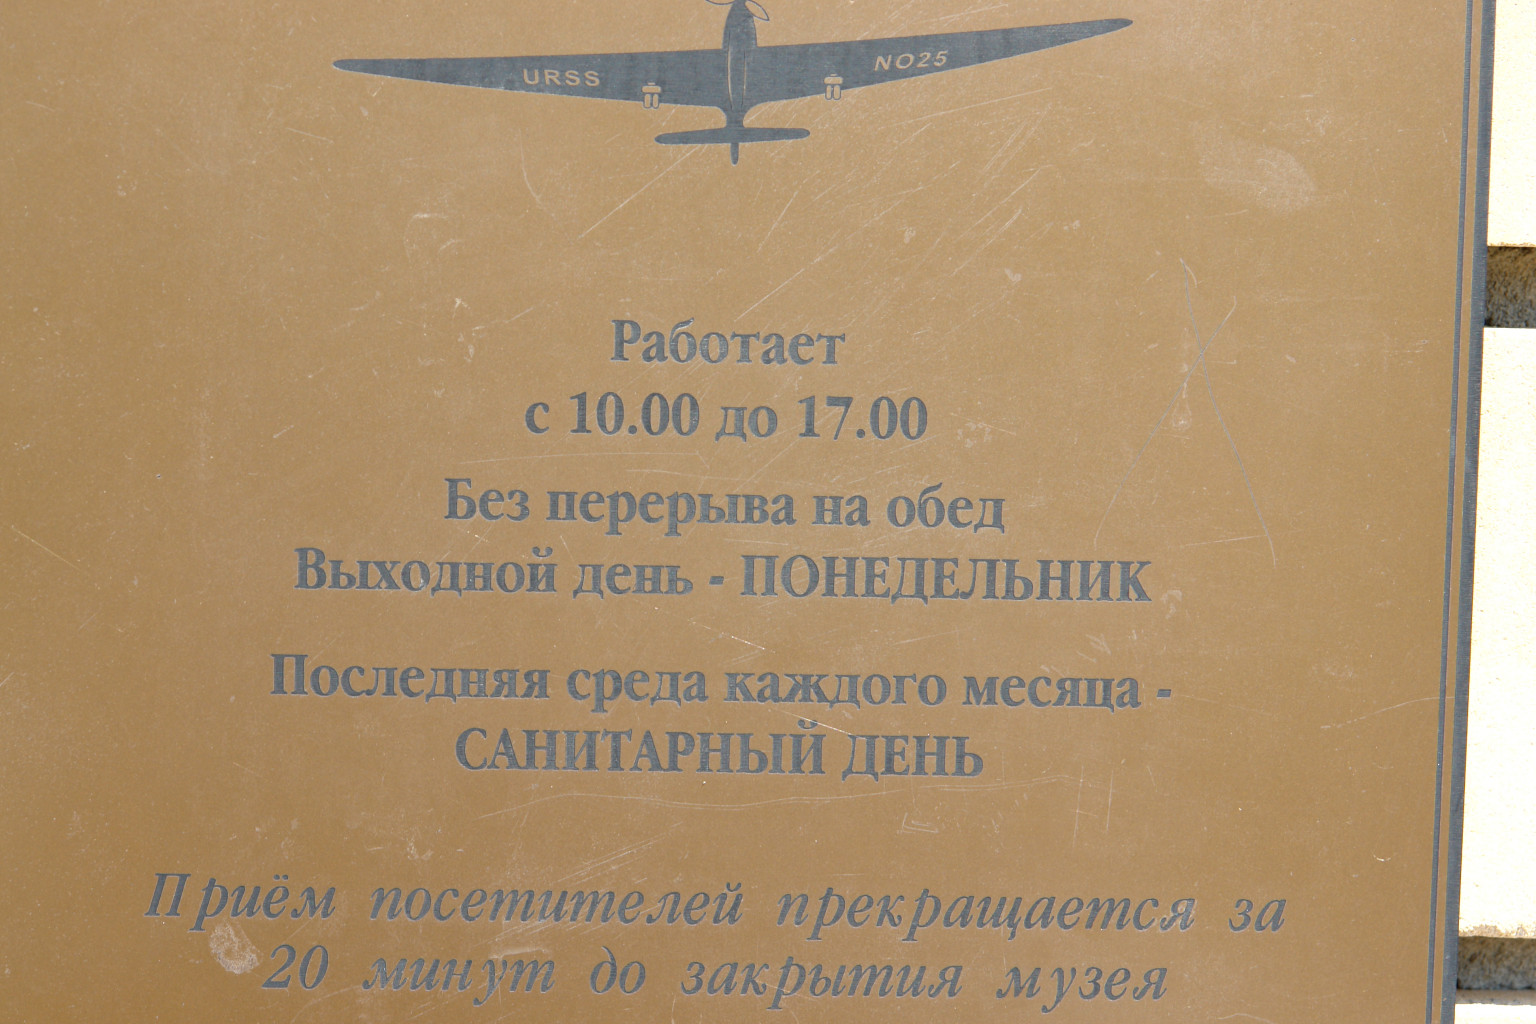 URSS NO25
Работает
с 10.00 до 17.00
Без перерыва на обед
Выходной день - ПОНЕДЕЛЬНИК
Последняя среда каждого месяца -
САНИТАРНЫЙ ДЕНЬ
Приём посетителей прекращается за
20 минут до закрытия музея